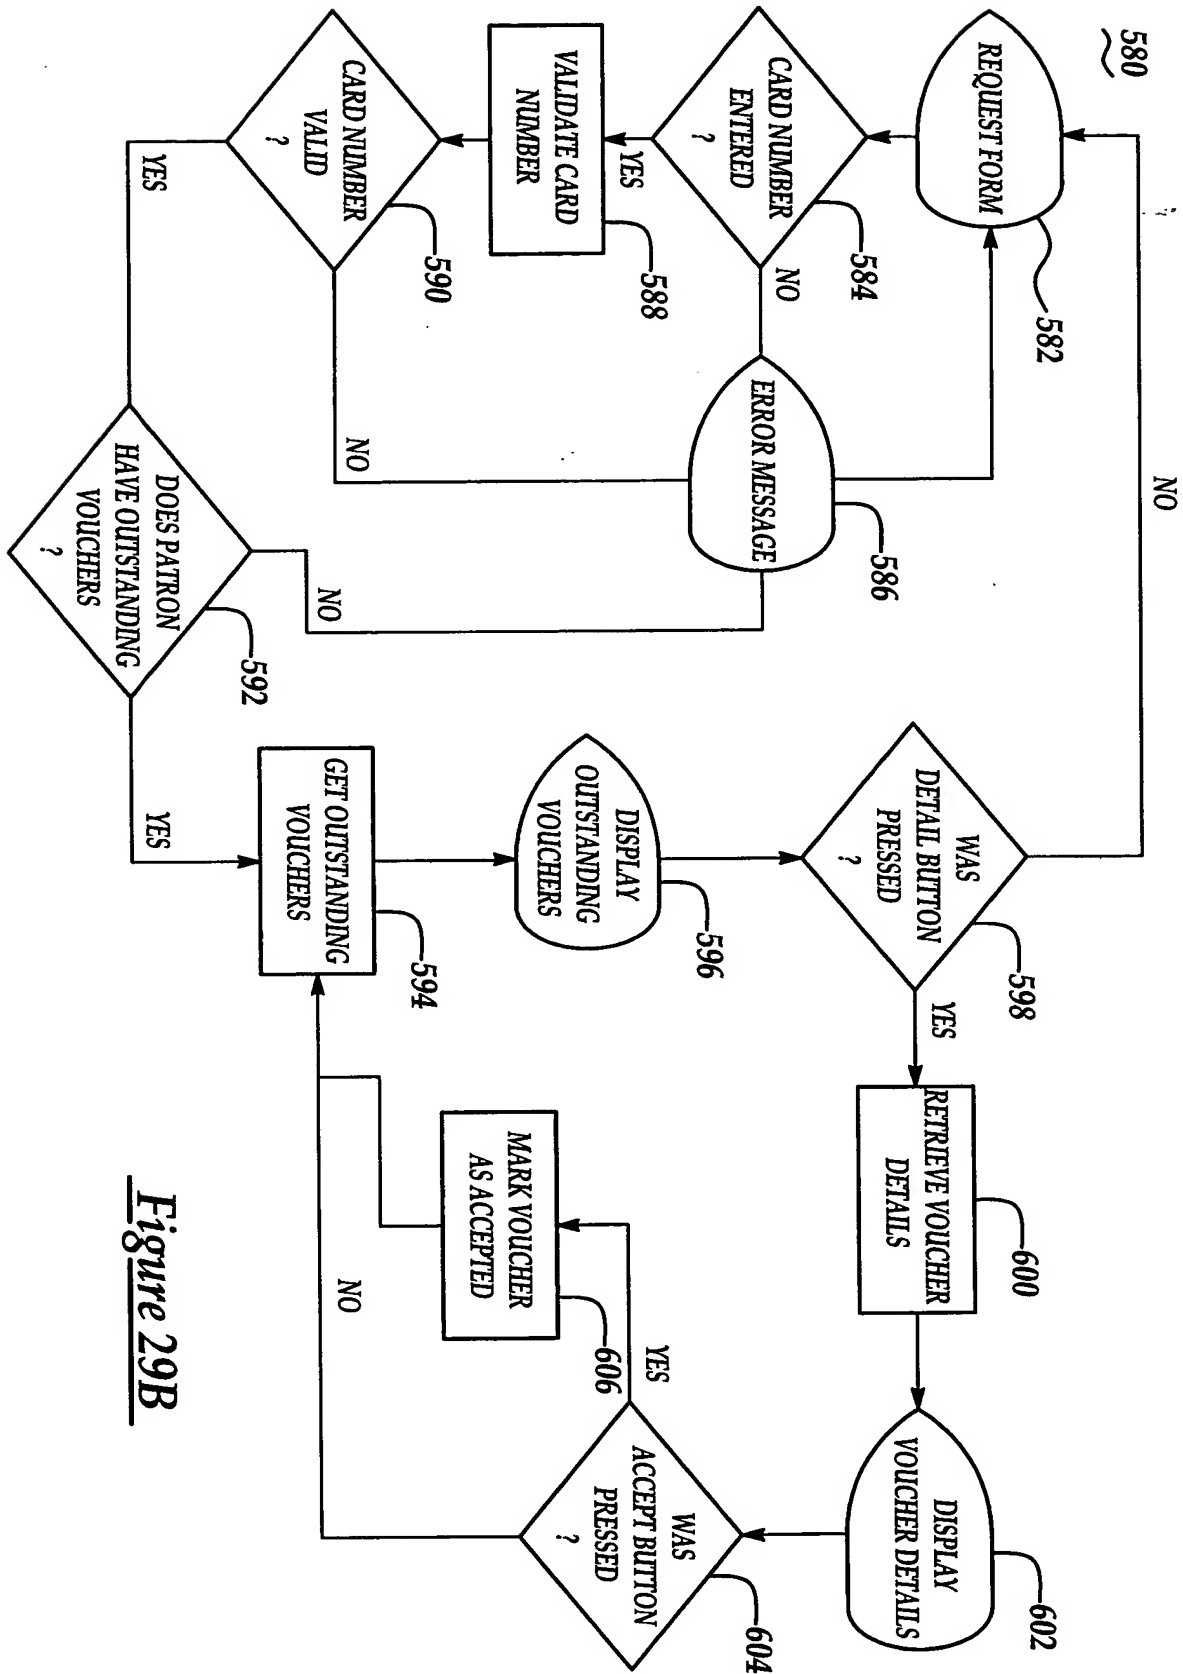 580
REQUEST FORM
582
CARD NUMBER
ENTERED
?
584
NO
YES
ERROR MESSAGE
586
VALIDATE CARD
NUMBER
588
CARD NUMBER
VALID
?
590
NO
YES
DOES PATRON
HAVE OUTSTANDING
VOUCHERS
?
592
NO
YES
GET OUTSTANDING
VOUCHERS
594
DISPLAY
OUTSTANDING
VOUCHERS
596
WAS
DETAIL BUTTON
PRESSED
?
598
NO
YES
RETRIEVE VOUCHER
DETAILS
600
DISPLAY
VOUCHER DETAILS
602
WAS
ACCEPT BUTTON
PRESSED
?
604
YES
NO
MARK VOUCHER
AS ACCEPTED
606
Figure 29B